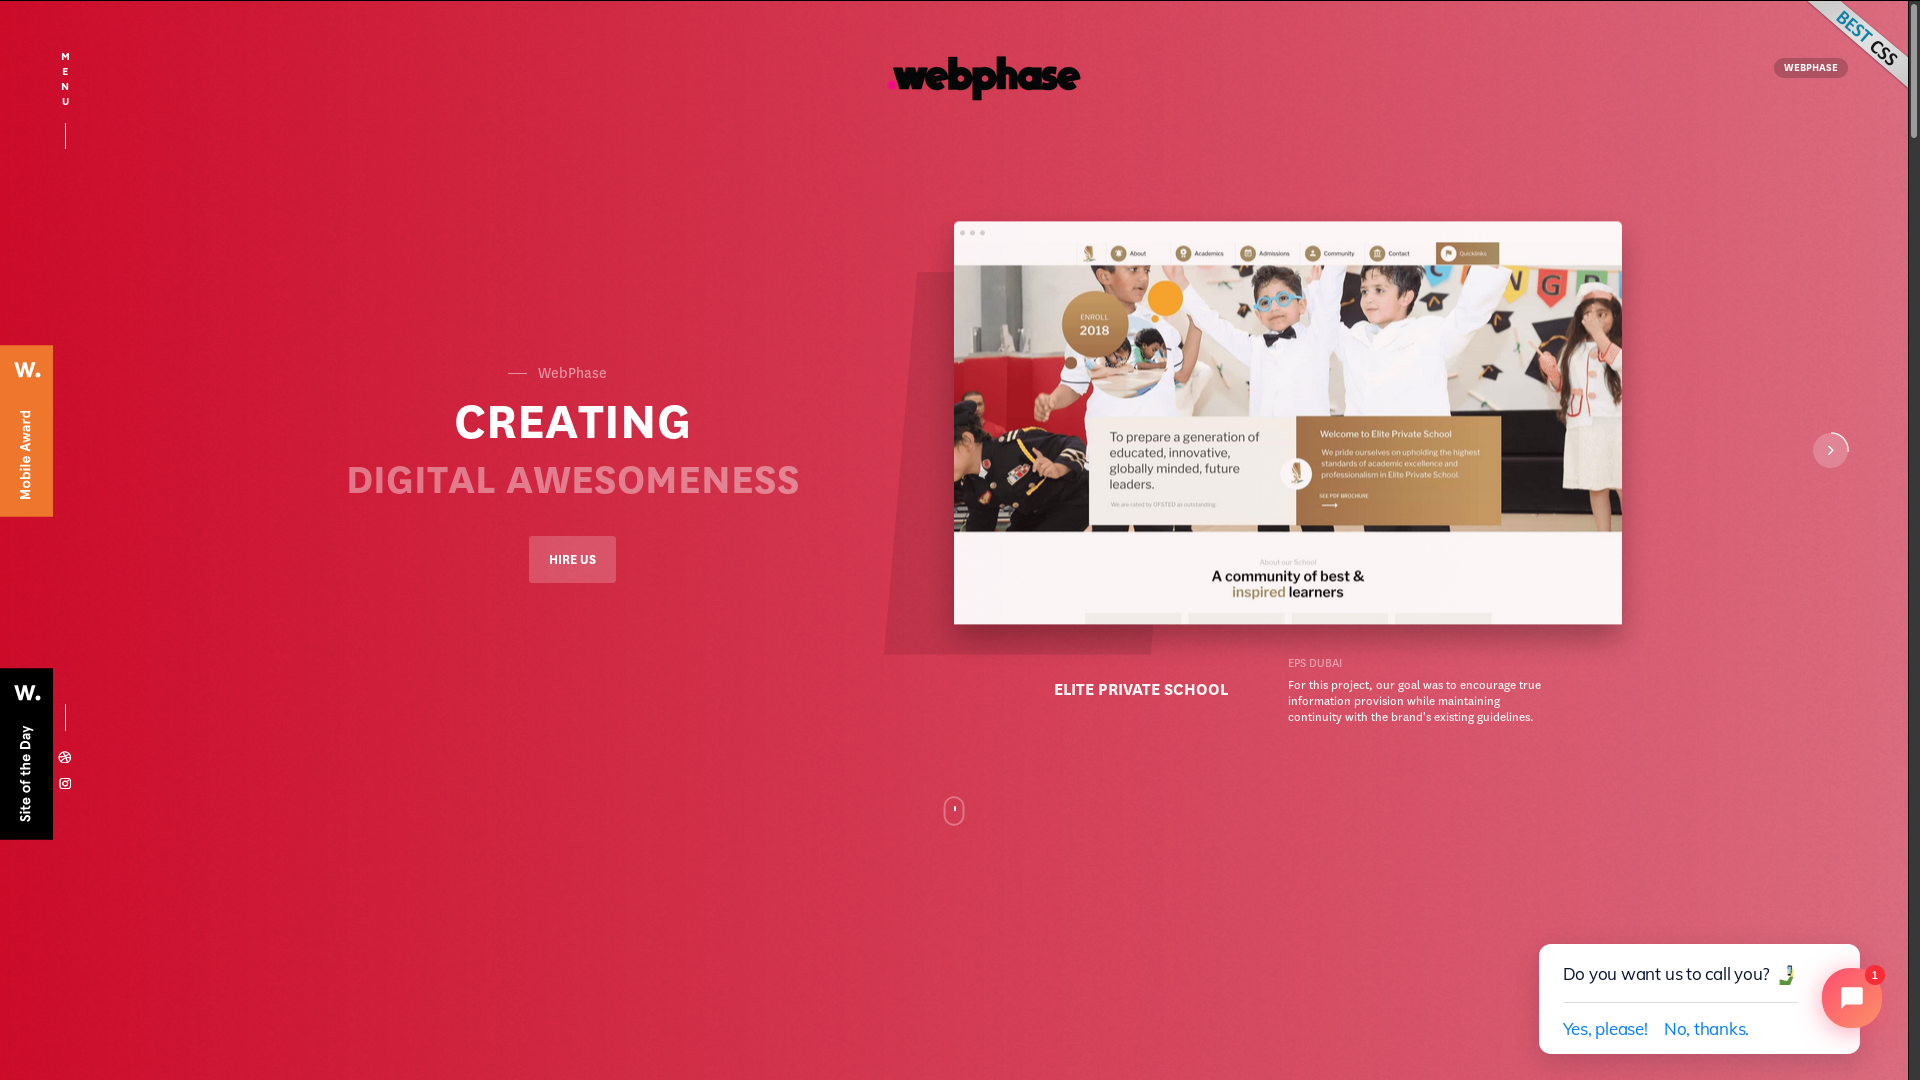 M
E
N
U
webphase
WEBPHASE
BEST CSS
W.
Mobile Award
W.
Site of the Day
WebPhase
CREATING
DIGITAL AWESOMENESS
HIRE US
About
Academics
Admissions
Community
Contact
Quicklinks
N G R
ENROLL
2018
To prepare a generation of
educated, innovative,
globally minded, future
leaders.
We are rated by OFSTED as outstanding.
Welcome to Elite Private School
We pride ourselves on upholding the highest
standards of academic excellence and
professionalism in Elite Private School.
SEE PDF BROCHURE
About our School
A community of best &
inspired learners
ELITE PRIVATE SCHOOL
EPS DUBAI
For this project, our goal was to encourage true
information provision while maintaining
continuity with the brand's existing guidelines.
Do you want us to call you?
1
Yes, please! No, thanks.